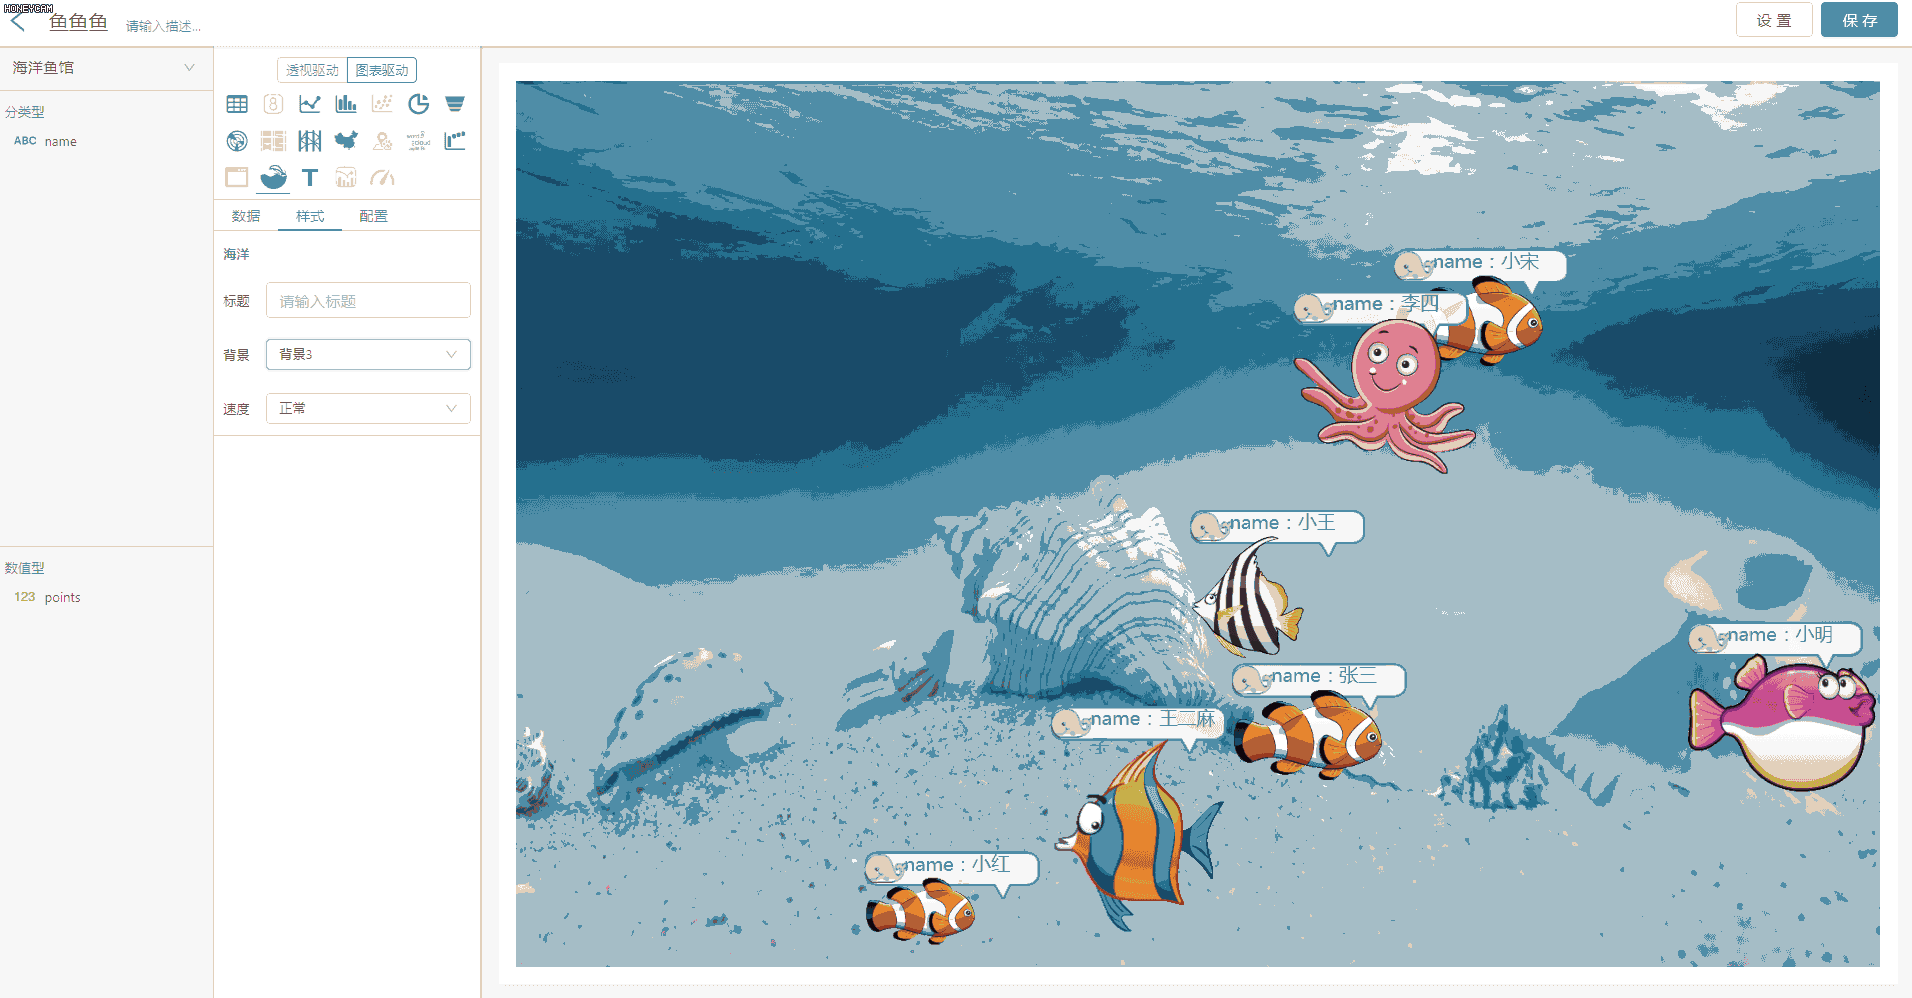 HONEYCAM
鱼鱼鱼
请输入描述...
设 置
保 存
海洋鱼馆
分类型
ABC name
数值型
123 points
透视驱动
图表驱动
数据
样式
配置
海洋
标题
请输入标题
背景
背景3
速度
正常
name：小宋
name：李四
name：小王
name：小明
name：张三
name：王二麻
name：小红